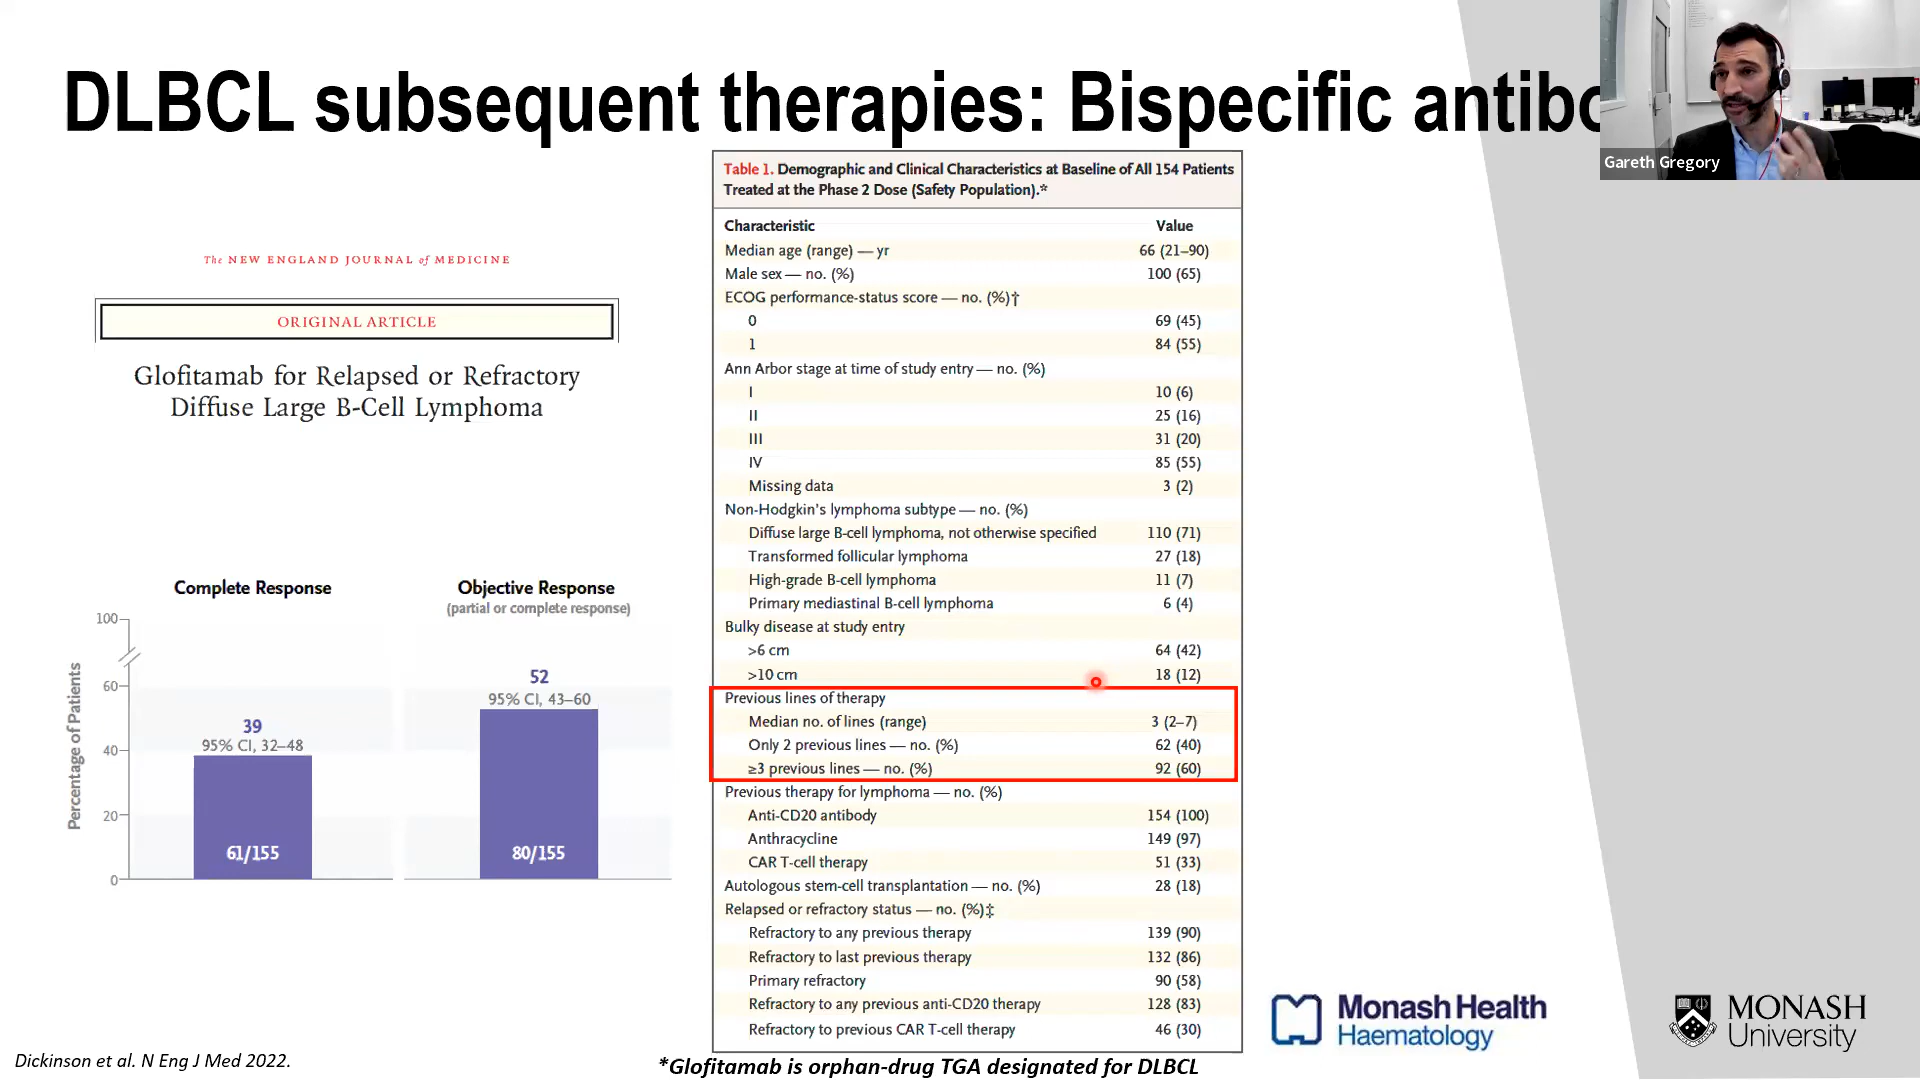 DLBCL subsequent therapies: Bispecific antibo
Gareth Gregory
The NEW ENGLAND JOURNAL of MEDICINE
ORIGINAL ARTICLE
Glofitamab for Relapsed or Refractory
Diffuse Large B-Cell Lymphoma
Complete Response
Objective Response
(partial or complete response)
Percentage of Patients
100
60
40
20
0
39
95% CI, 32–48
61/155
52
95% CI, 43–60
80/155
Table 1. Demographic and Clinical Characteristics at Baseline of All 154 Patients
Treated at the Phase 2 Dose (Safety Population).*
Characteristic Value
Median age (range) — yr 66 (21–90)
Male sex — no. (%) 100 (65)
ECOG performance-status score — no. (%)†
0 69 (45)
1 84 (55)
Ann Arbor stage at time of study entry — no. (%)
I 10 (6)
II 25 (16)
III 31 (20)
IV 85 (55)
Missing data 3 (2)
Non-Hodgkin's lymphoma subtype — no. (%)
Diffuse large B-cell lymphoma, not otherwise specified 110 (71)
Transformed follicular lymphoma 27 (18)
High-grade B-cell lymphoma 11 (7)
Primary mediastinal B-cell lymphoma 6 (4)
Bulky disease at study entry
>6 cm 64 (42)
>10 cm 18 (12)
Previous lines of therapy
Median no. of lines (range) 3 (2–7)
Only 2 previous lines — no. (%) 62 (40)
≥3 previous lines — no. (%) 92 (60)
Previous therapy for lymphoma — no. (%)
Anti-CD20 antibody 154 (100)
Anthracycline 149 (97)
CAR T-cell therapy 51 (33)
Autologous stem-cell transplantation — no. (%) 28 (18)
Relapsed or refractory status — no. (%)‡
Refractory to any previous therapy 139 (90)
Refractory to last previous therapy 132 (86)
Primary refractory 90 (58)
Refractory to any previous anti-CD20 therapy 128 (83)
Refractory to previous CAR T-cell therapy 46 (30)
Monash Health
Haematology
MONASH
University
Dickinson et al. N Eng J Med 2022.
*Glofitamab is orphan-drug TGA designated for DLBCL